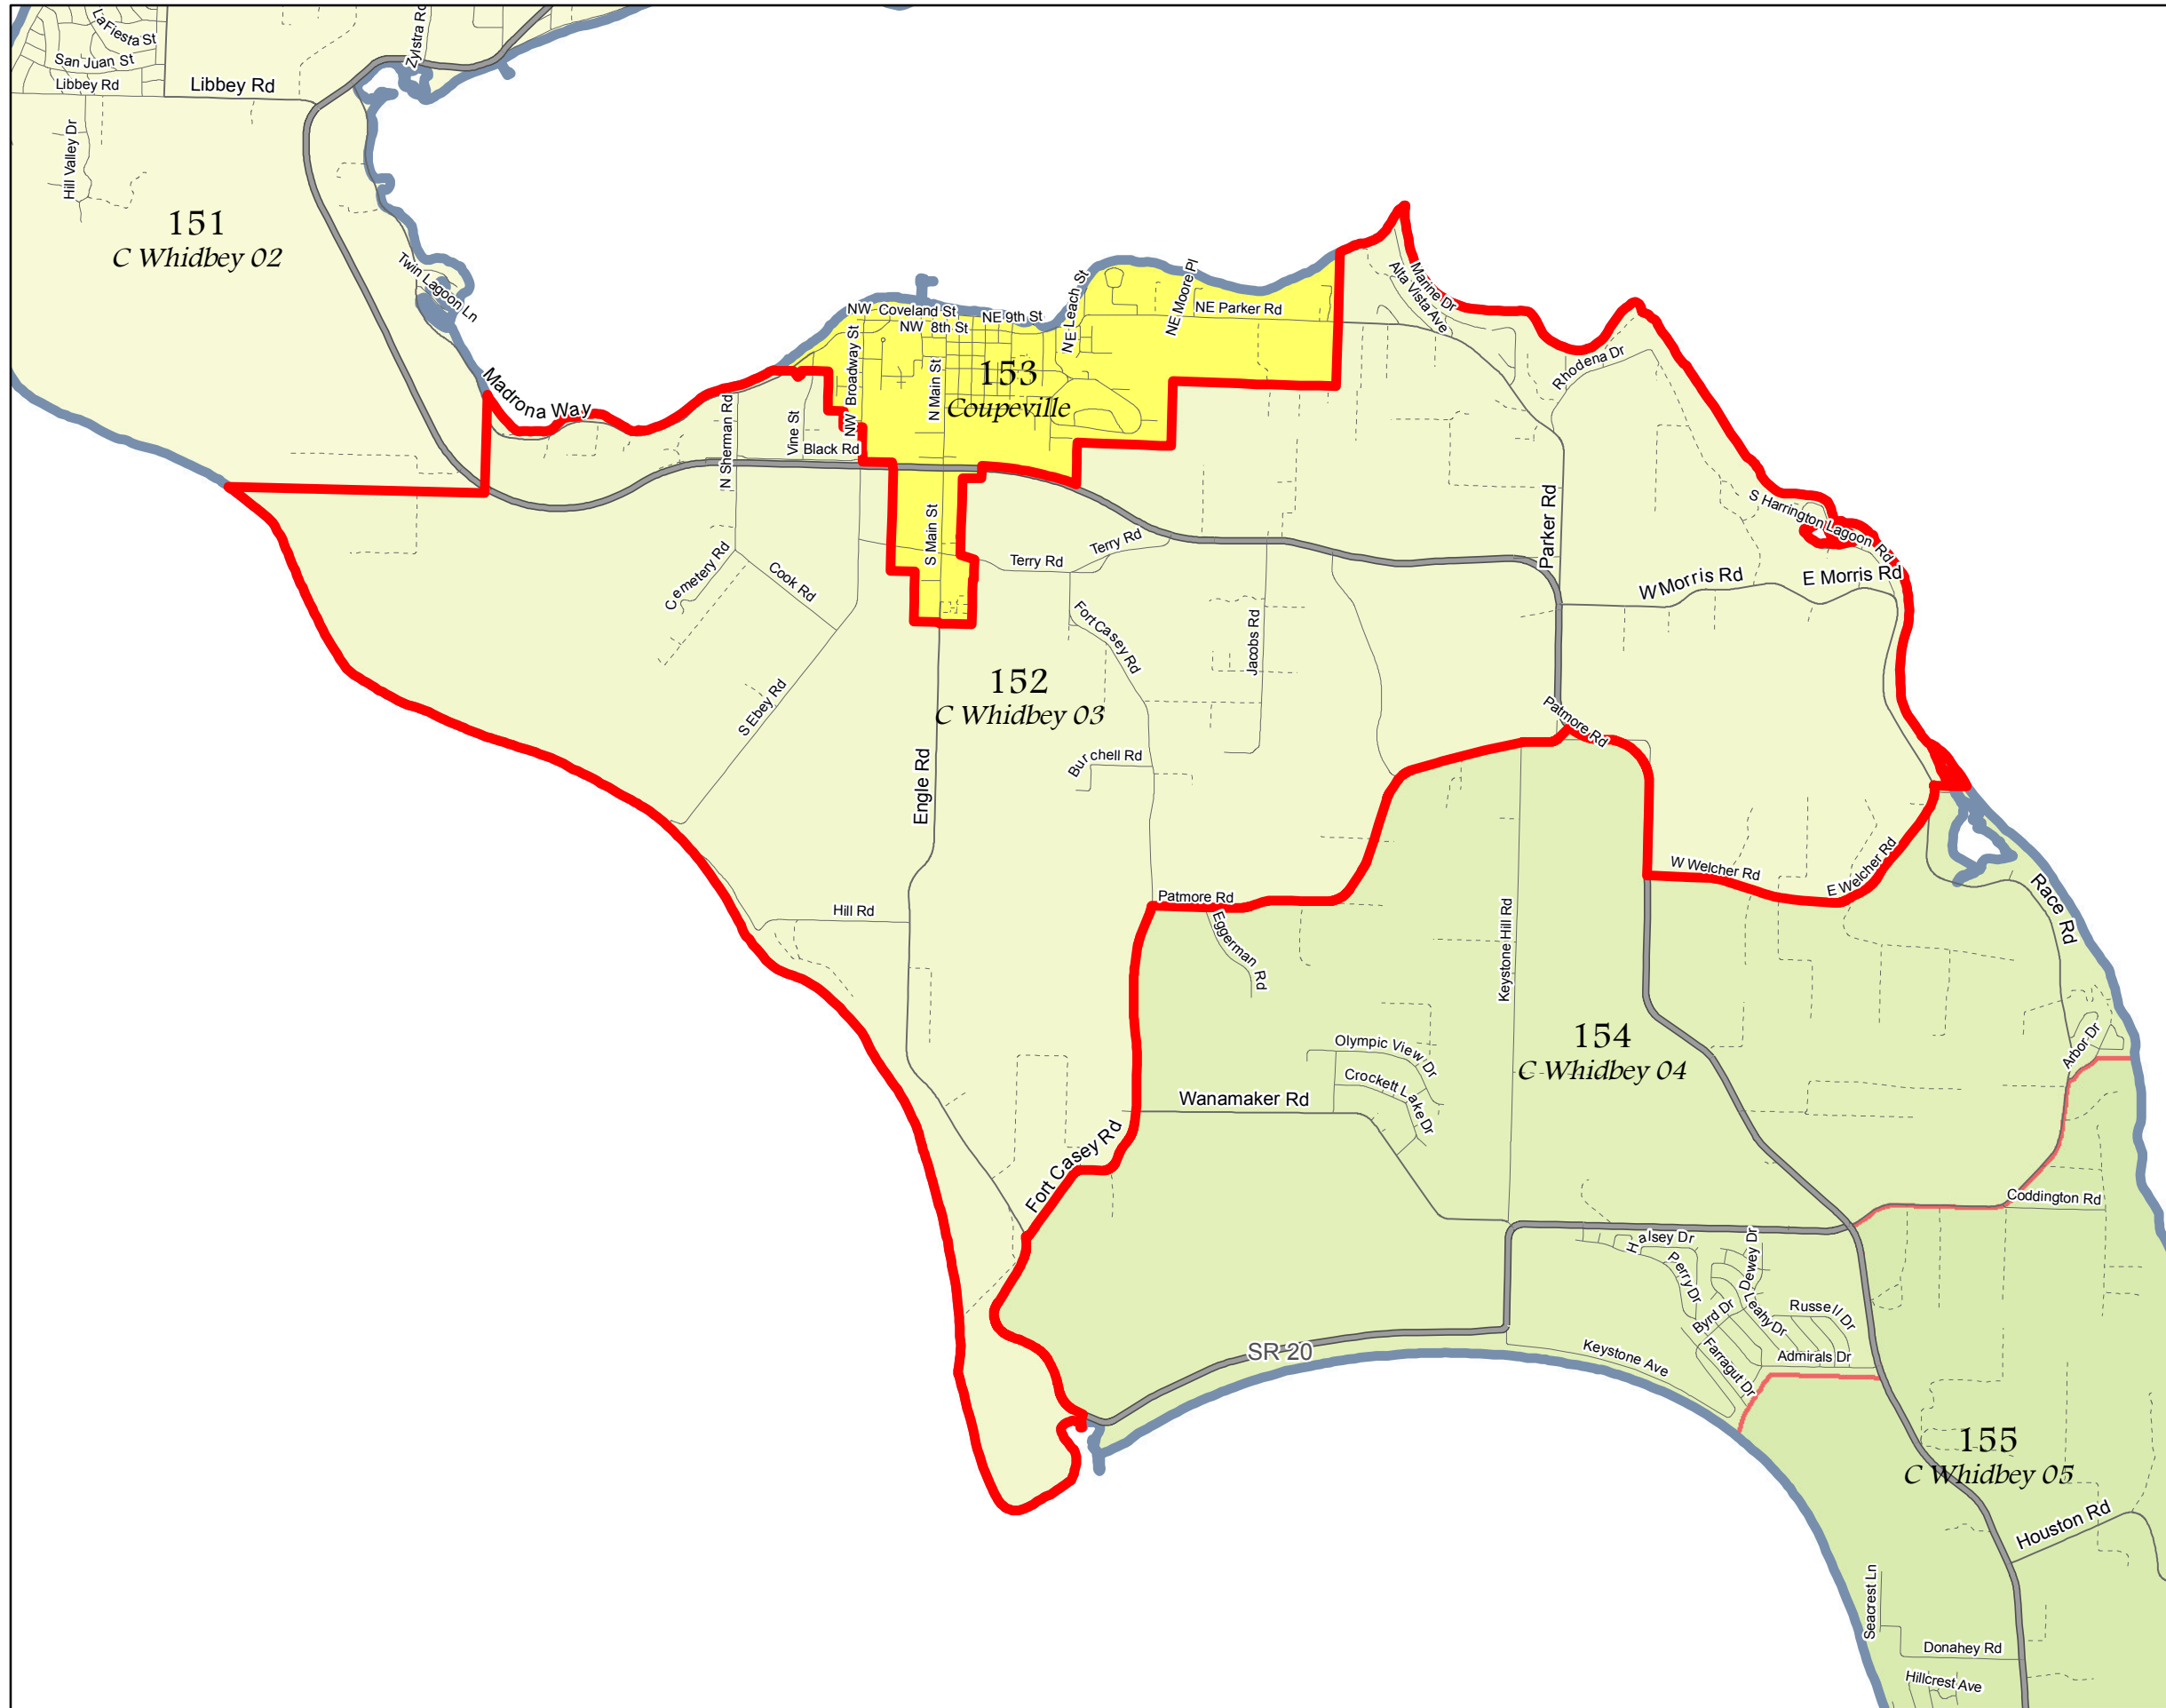 La Fiesta St
San Juan St
Libbey Rd
Libbey Rd
Zylstra Rd
Hill Valley Dr
151
C Whidbey 02
Twin Lagoon Ln
Madrona Way
N Sherman Rd
Vine St
Black Rd
NW Broadway St
NW Coveland St
NW 8th St
NE 9th St
N Main St
NE Leach St
NE Moore Pl
NE Parker Rd
153
Coupeville
Marine Dr
Alta Vista Ave
Rhodena Dr
S Harrington Lagoon Rd
Parker Rd
W Morris Rd
E Morris Rd
Cemetery Rd
Cook Rd
S Main St
Terry Rd
Terry Rd
Fort Casey Rd
Jacobs Rd
152
C Whidbey 03
S Ebey Rd
Engle Rd
Burchell Rd
Patmore Rd
Hill Rd
Patmore Rd
Eggerman Rd
Keystone Hill Rd
W Welcher Rd
E Welcher Rd
Race Rd
154
C Whidbey 04
Olympic View Dr
Crockett Lake Dr
Wanamaker Rd
Fort Casey Rd
Arbor Dr
Coddington Rd
Halsey Dr
Perry Dr
Dewey Dr
Byrd Dr
Leahy Dr
Russell Dr
Farragut Dr
Admirals Dr
SR 20
Keystone Ave
155
C Whidbey 05
Houston Rd
Seacrest Ln
Donahey Rd
Hillcrest Ave